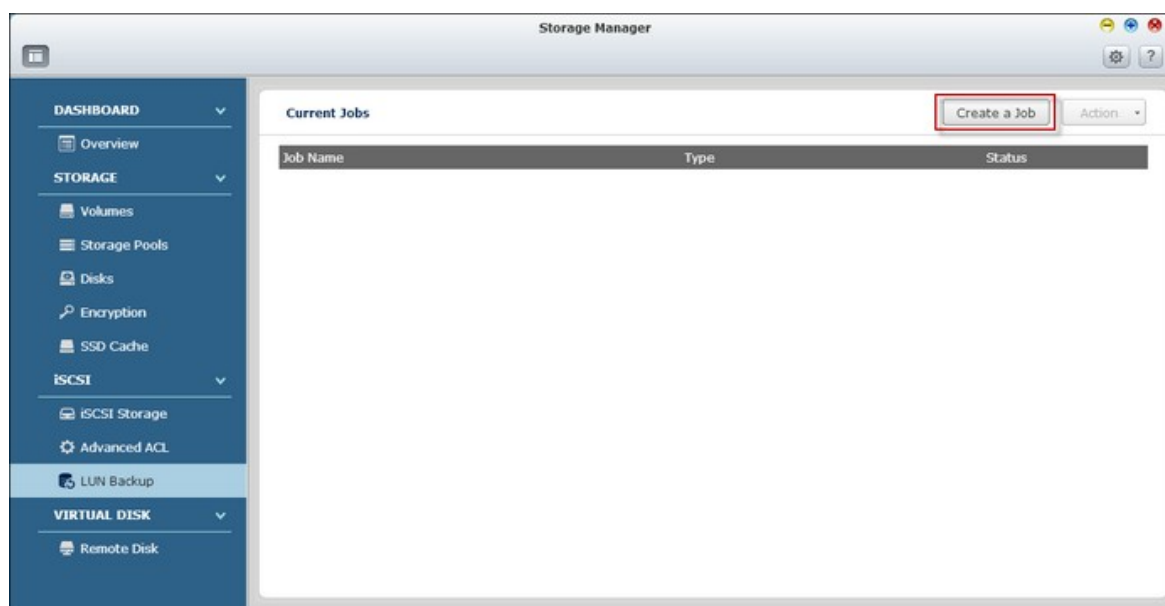 Storage Manager
?
DASHBOARD
Overview
STORAGE
Volumes
Storage Pools
Disks
Encryption
SSD Cache
iSCSI
iSCSI Storage
Advanced ACL
LUN Backup
VIRTUAL DISK
Remote Disk
Current Jobs Create a Job Action
Job Name Type Status